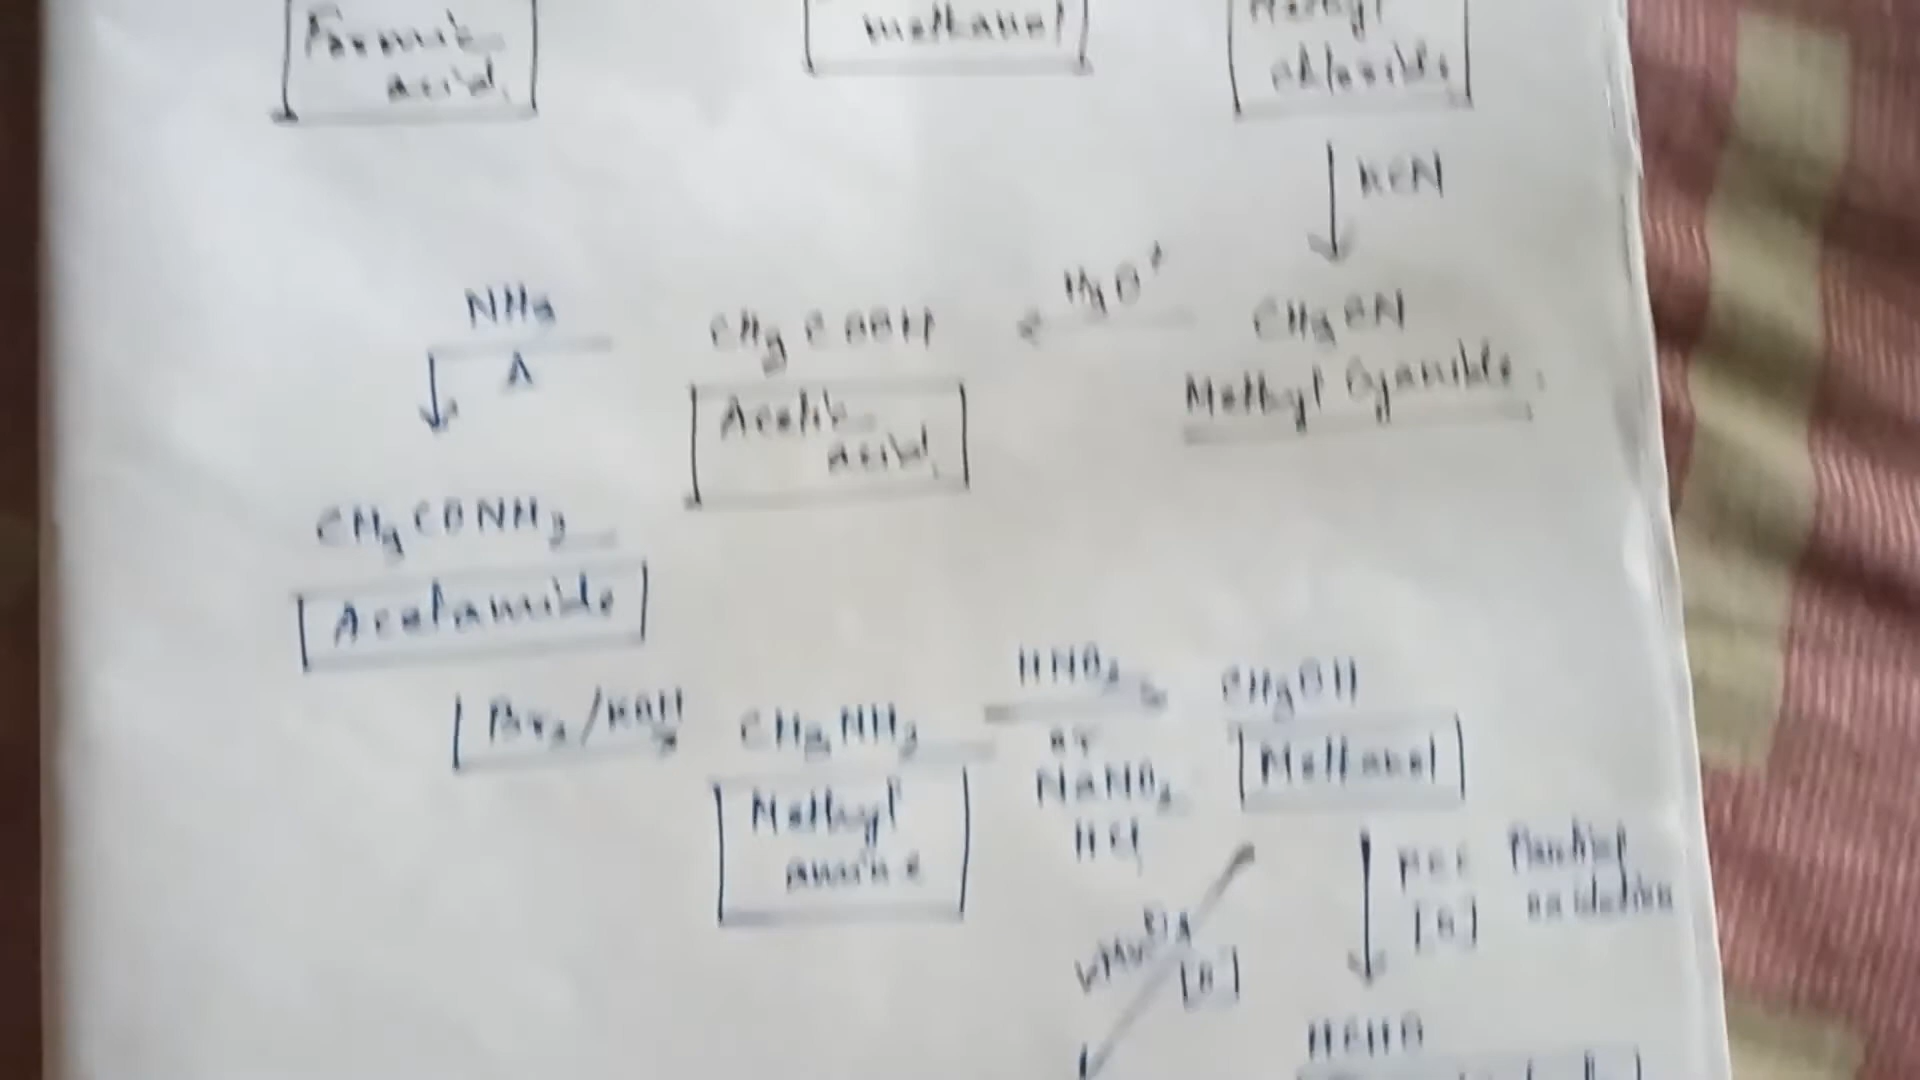 Formic
acid.
methanol
Methyl
chloride
KCN
H3O+
CH3CN
Methyl Cyanide.
CH3COOH
Acetic
acid.
NH3
Δ
CH3CONH2
Acetamide
Br2/KOH
CH3NH2
Methyl
amine
HNO2
or
NaNO2
HCl
CH3OH
Methanol
PCC
[O]
oxidation
KMnO4
[O]
HCHO